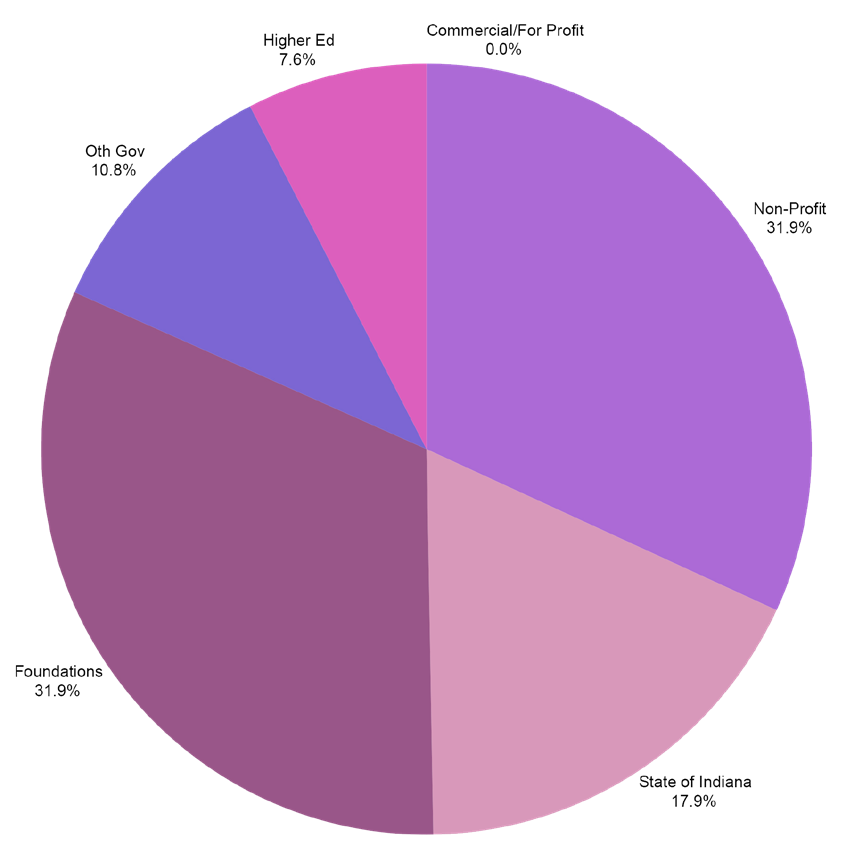 Commercial/For Profit
0.0%
Higher Ed
7.6%
Oth Gov
10.8%
Non-Profit
31.9%
Foundations
31.9%
State of Indiana
17.9%